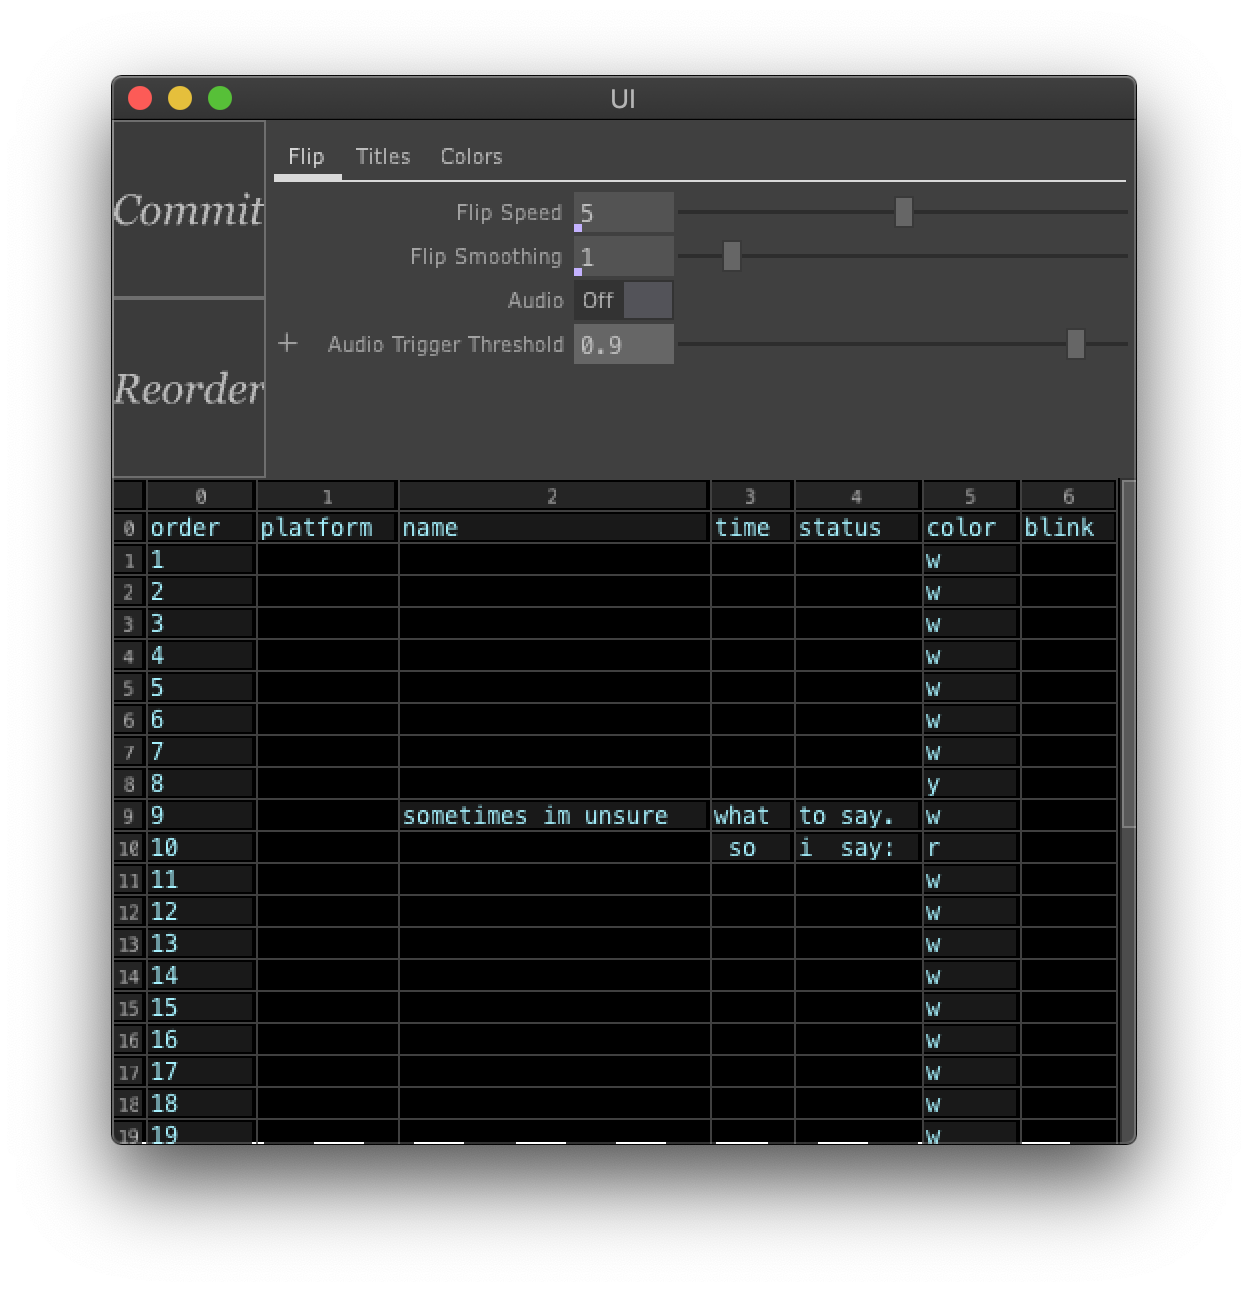 UI
Commit
Reorder
Flip Titles Colors
Flip Speed 5
Flip Smoothing 1
Audio Off
+ Audio Trigger Threshold 0.9
0 1 2 3 4 5 6
0 order platform name time status color blink
1 1 w
2 2 w
3 3 w
4 4 w
5 5 w
6 6 w
7 7 w
8 8 y
9 9 sometimes im unsure what to say. w
10 10 so i say: r
11 11 w
12 12 w
13 13 w
14 14 w
15 15 w
16 16 w
17 17 w
18 18 w
19 19 w